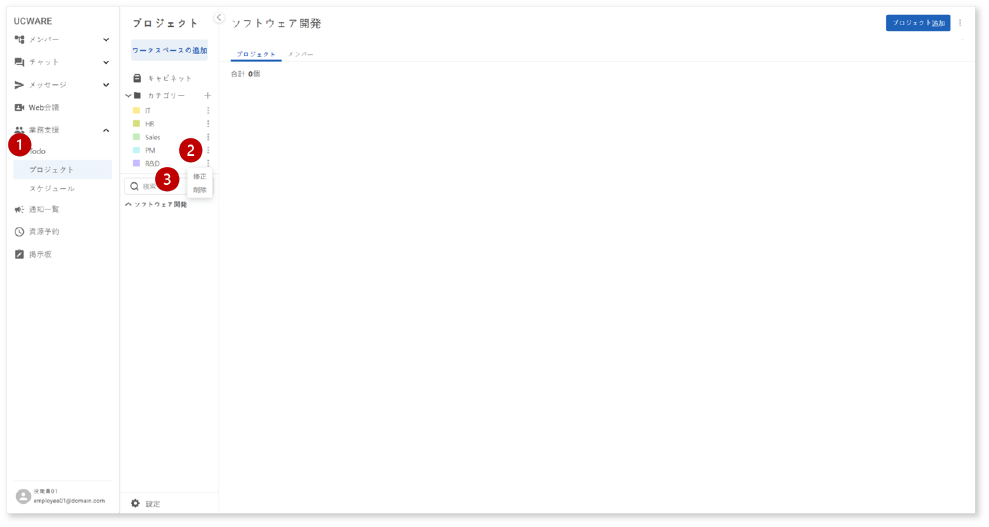 UCWARE
メンバー
チャット
メッセージ
Web会議
業務支援
1
プロジェクト
スケジュール
通知一覧
資源予約
掲示板
役職員01
employee01@domain.com
プロジェクト
ワークスペースの追加
キャビネット
カテゴリー
IT
HR
Sales
PM
2
R&D
修正
3
削除
ソフトウェア開発
設定
ソフトウェア開発
プロジェクト追加
プロジェクト
メンバー
合計 0個